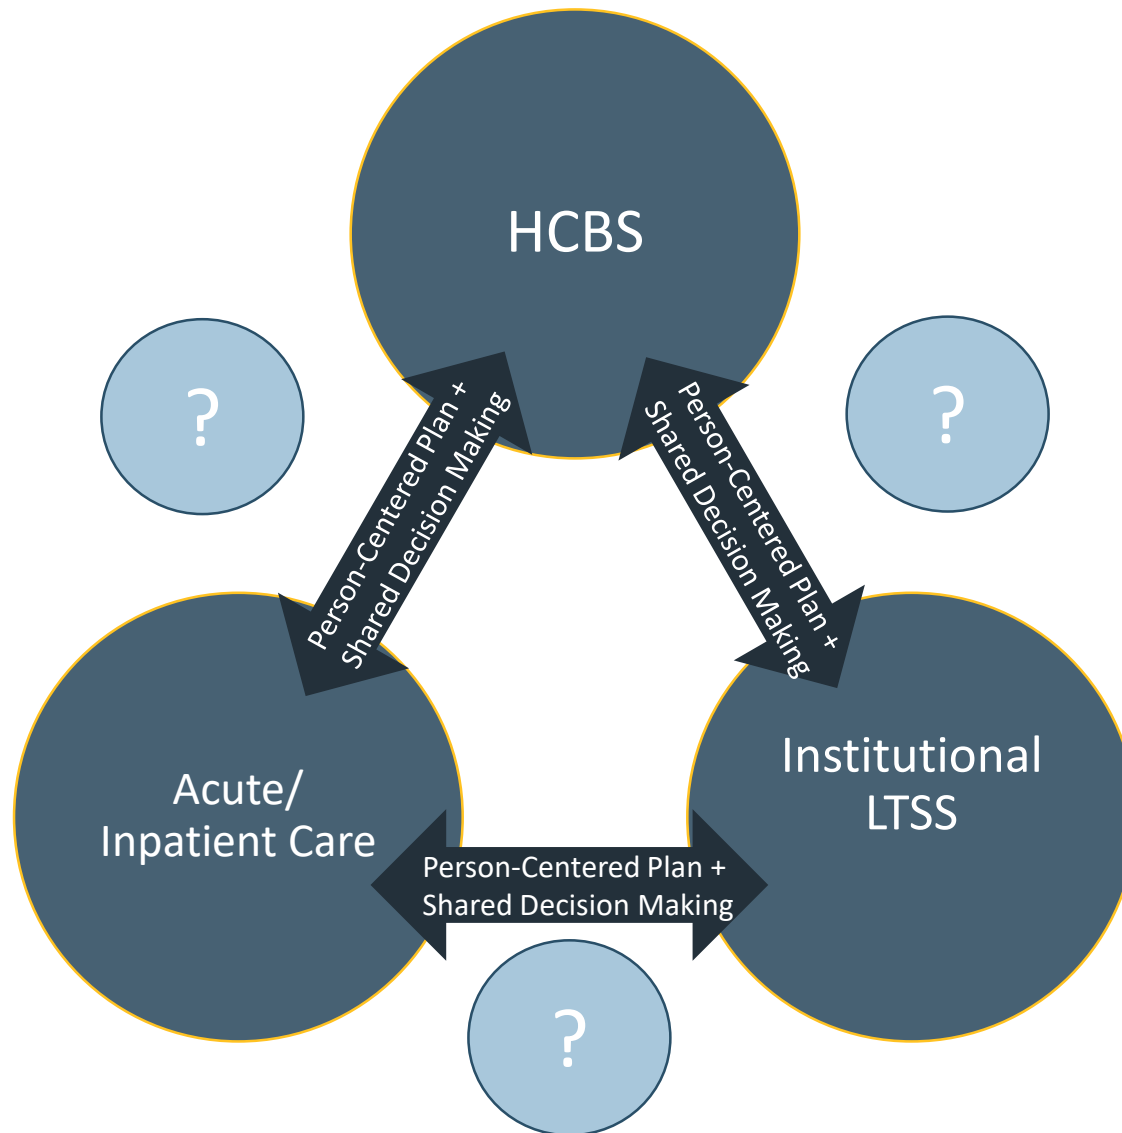 HCBS
?
?
Person-Centered Plan +
Shared Decision Making
Person-Centered Plan +
Shared Decision Making
Acute/
Inpatient Care
Institutional
LTSS
Person-Centered Plan +
Shared Decision Making
?